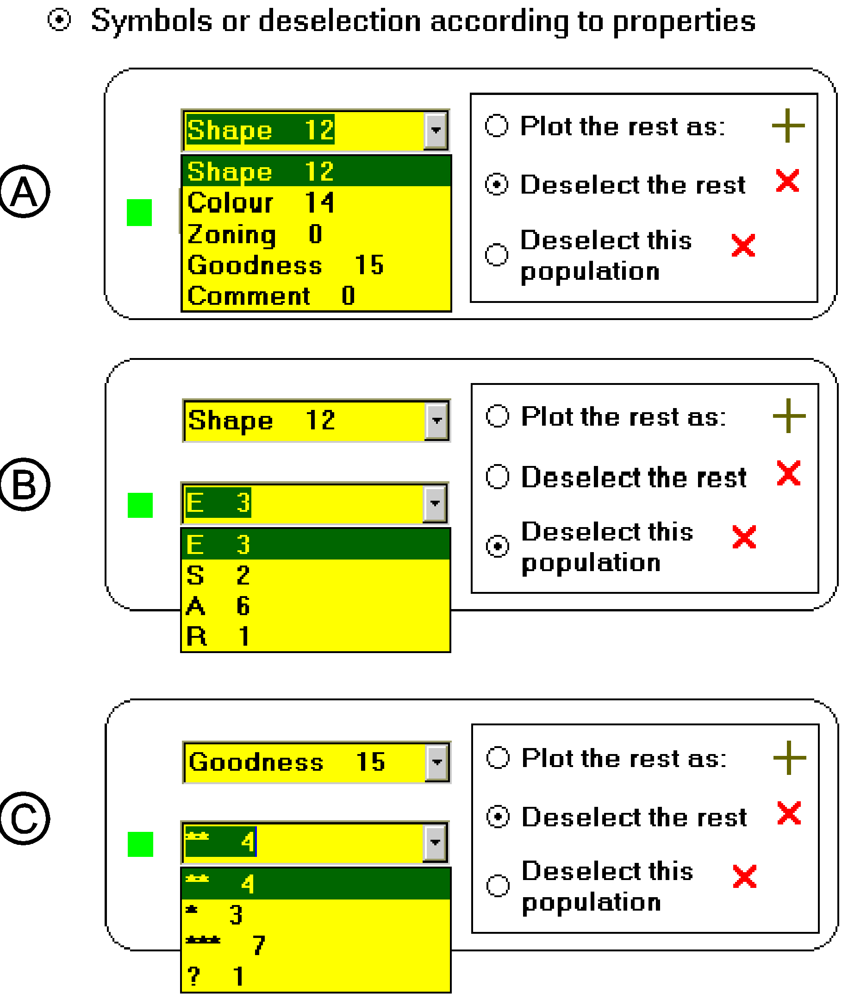 Symbols or deselection according to properties
A
Shape 12
Shape 12
Colour 14
Zoning 0
Goodness 15
Comment 0
Plot the rest as:
Deselect the rest
Deselect this
population
B
Shape 12
E 3
E 3
S 2
A 6
R 1
Plot the rest as:
Deselect the rest
Deselect this
population
C
Goodness 15
** 4
** 4
* 3
*** 7
? 1
Plot the rest as:
Deselect the rest
Deselect this
population